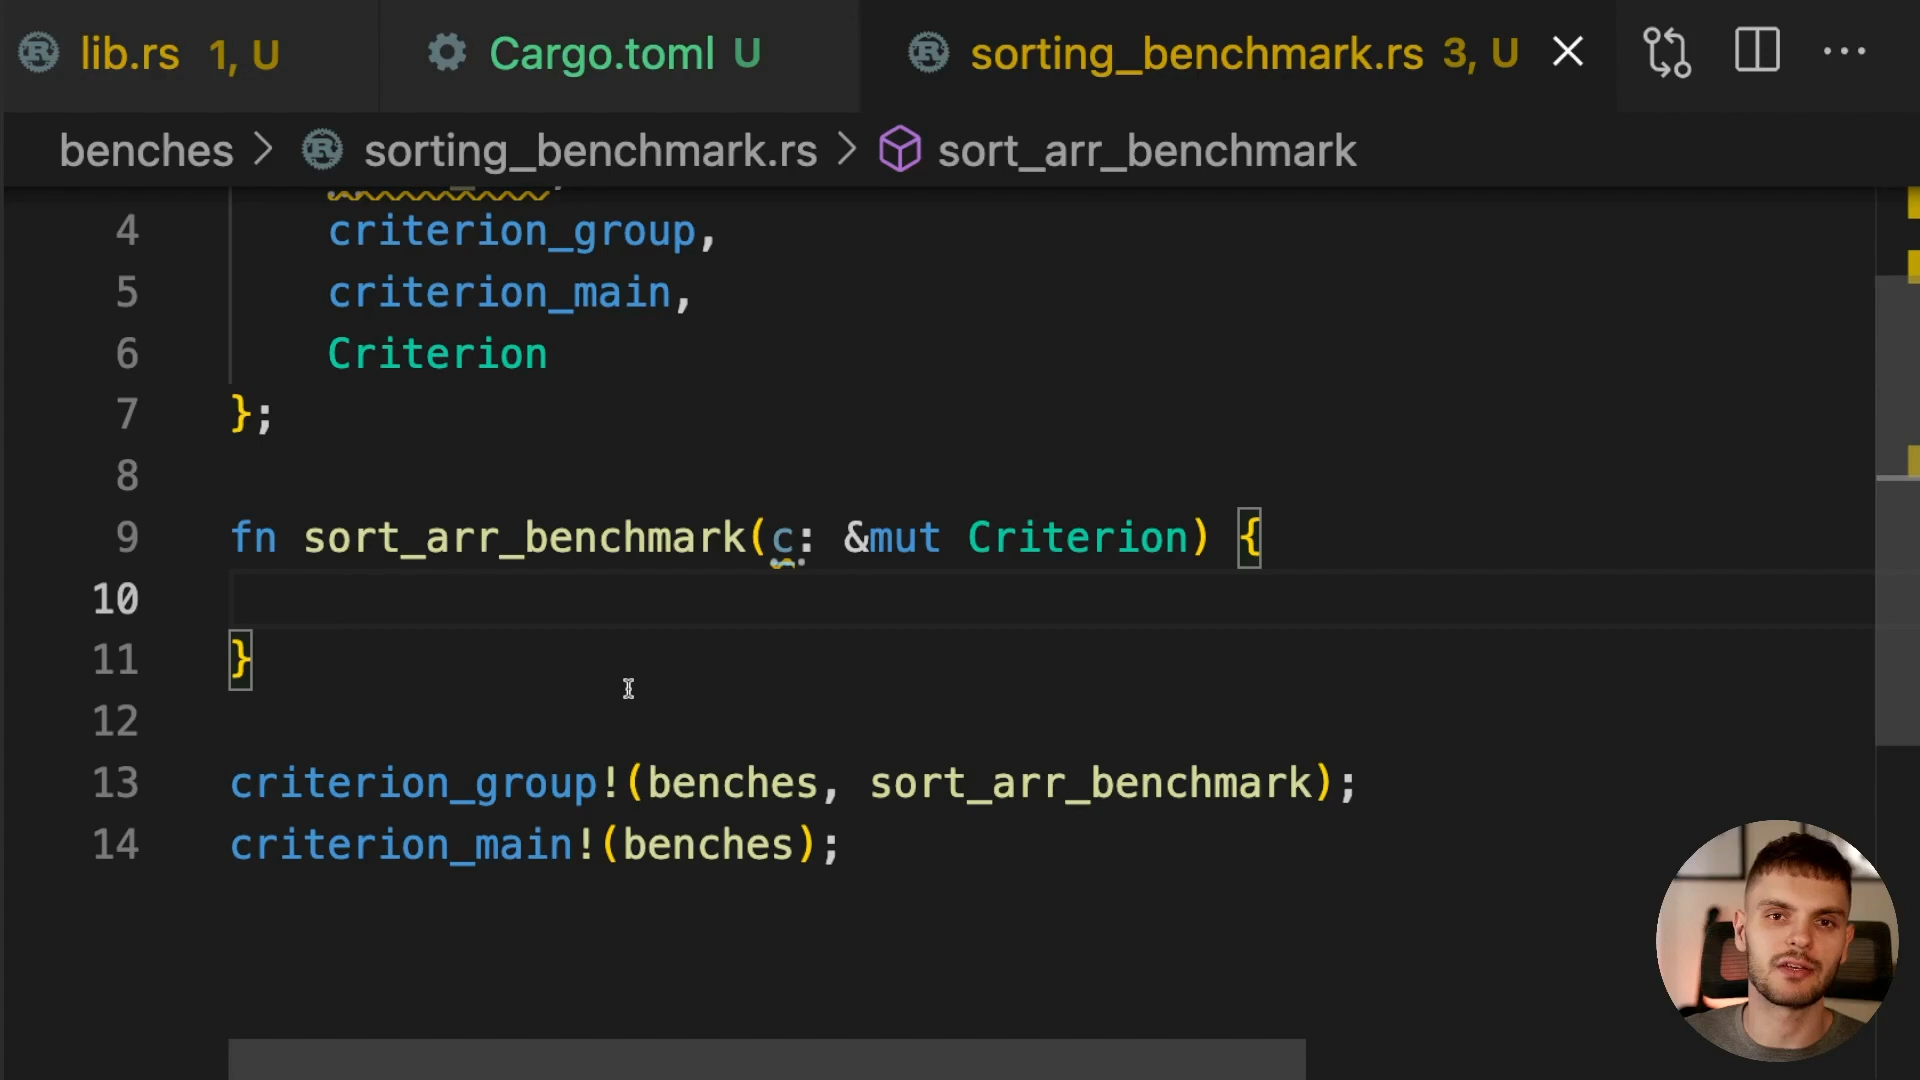 lib.rs 1, U Cargo.toml U sorting_benchmark.rs 3, U
benches > sorting_benchmark.rs > sort_arr_benchmark
4 criterion_group,
5 criterion_main,
6 Criterion
7 };
8
9 fn sort_arr_benchmark(c: &mut Criterion) {
10
11 }
12
13 criterion_group!(benches, sort_arr_benchmark);
14 criterion_main!(benches);